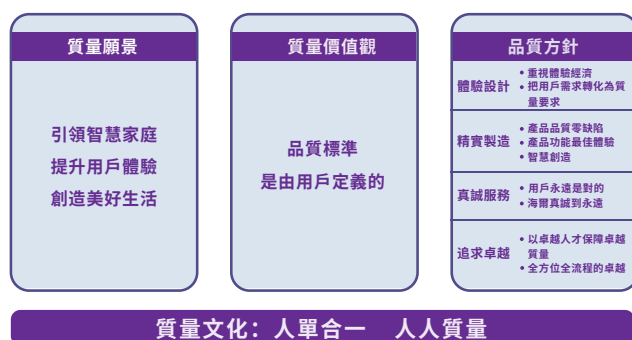 質量願景
引領智慧家庭
提升用戶體驗
創造美好生活
質量價值觀
品質標準
是由用戶定義的
品質方針
體驗設計
• 重視體驗經濟
• 把用戶需求轉化為質
量要求
精實製造
• 產品品質零缺陷
• 產品功能最佳體驗
• 智慧創造
真誠服務
• 用戶永遠是對的
• 海爾真誠到永遠
追求卓越
• 以卓越人才保障卓越
質量
• 全方位全流程的卓越
質量文化：人單合一 人人質量